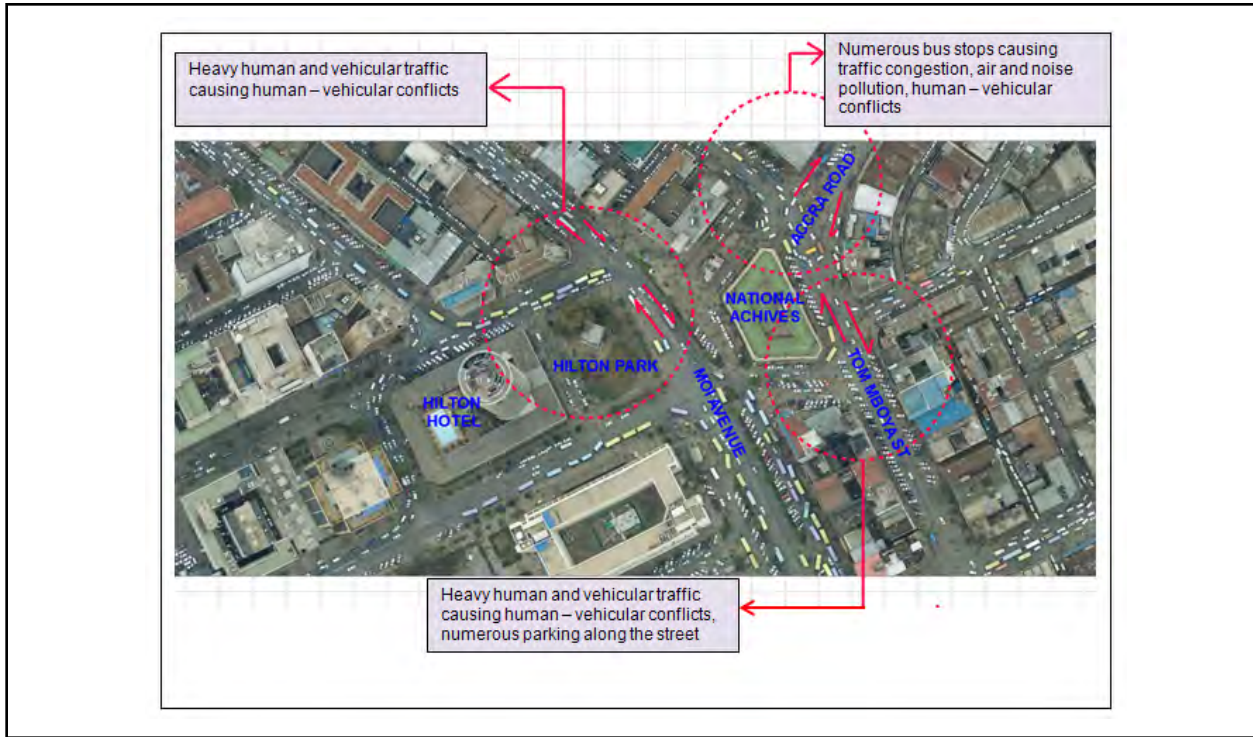 Heavy human and vehicular traffic
causing human – vehicular conflicts
Numerous bus stops causing
traffic congestion, air and noise
pollution, human – vehicular
conflicts
ACCRA ROAD
NATIONAL
ACHIVES
HILTON PARK
HILTON
HOTEL
MOI AVENUE
TOM MBOYA ST
Heavy human and vehicular traffic
causing human – vehicular conflicts,
numerous parking along the street